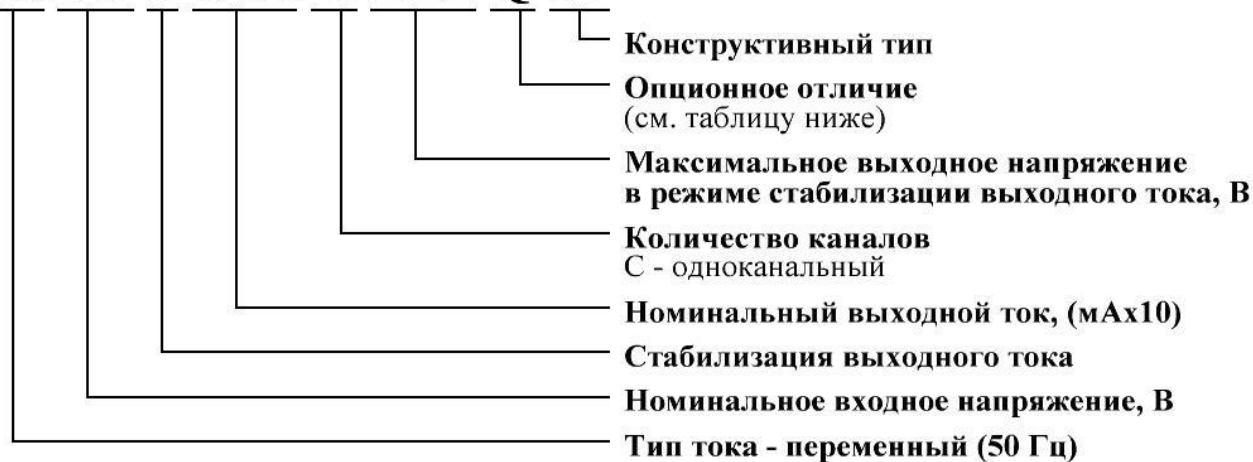 Конструктивный тип
Опционное отличие
(см. таблицу ниже)
Максимальное выходное напряжение
в режиме стабилизации выходного тока, В
Количество каналов
С - одноканальный
Номинальный выходной ток, (мАх10)
Стабилизация выходного тока
Номинальное входное напряжение, В
Тип тока - переменный (50 Гц)